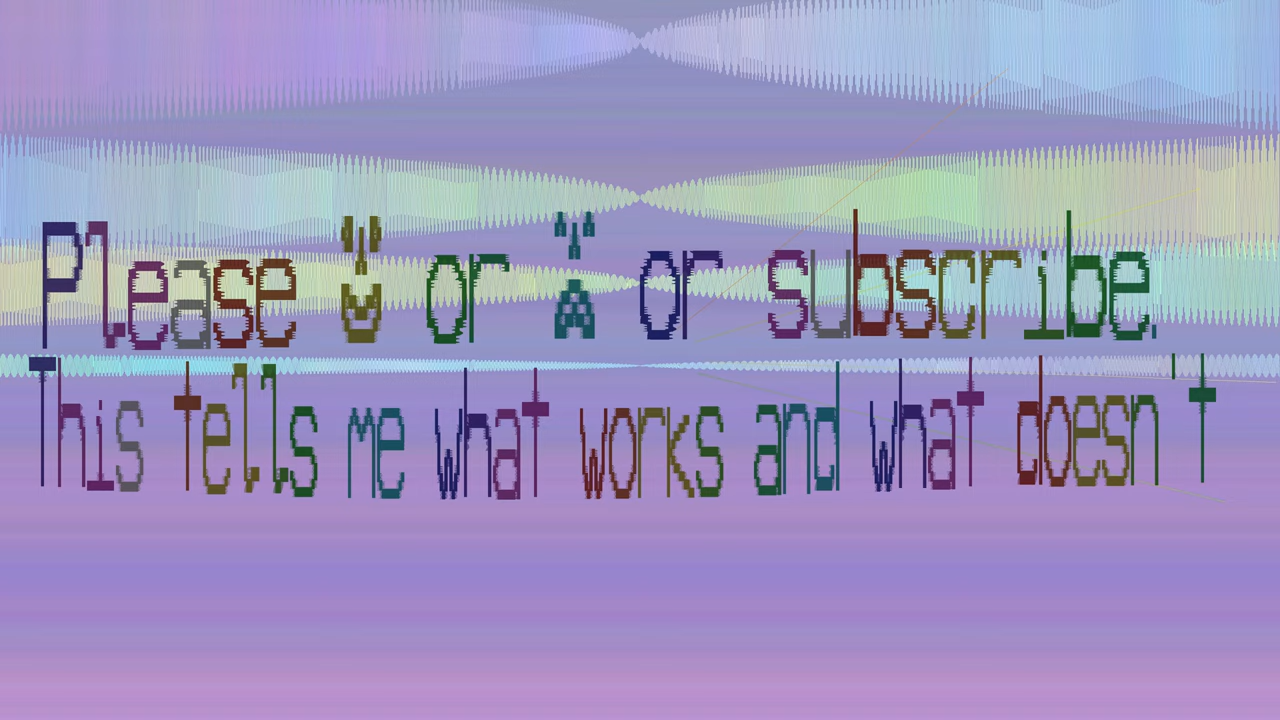 Please or or subscribe.
This tells me what works and what doesn't